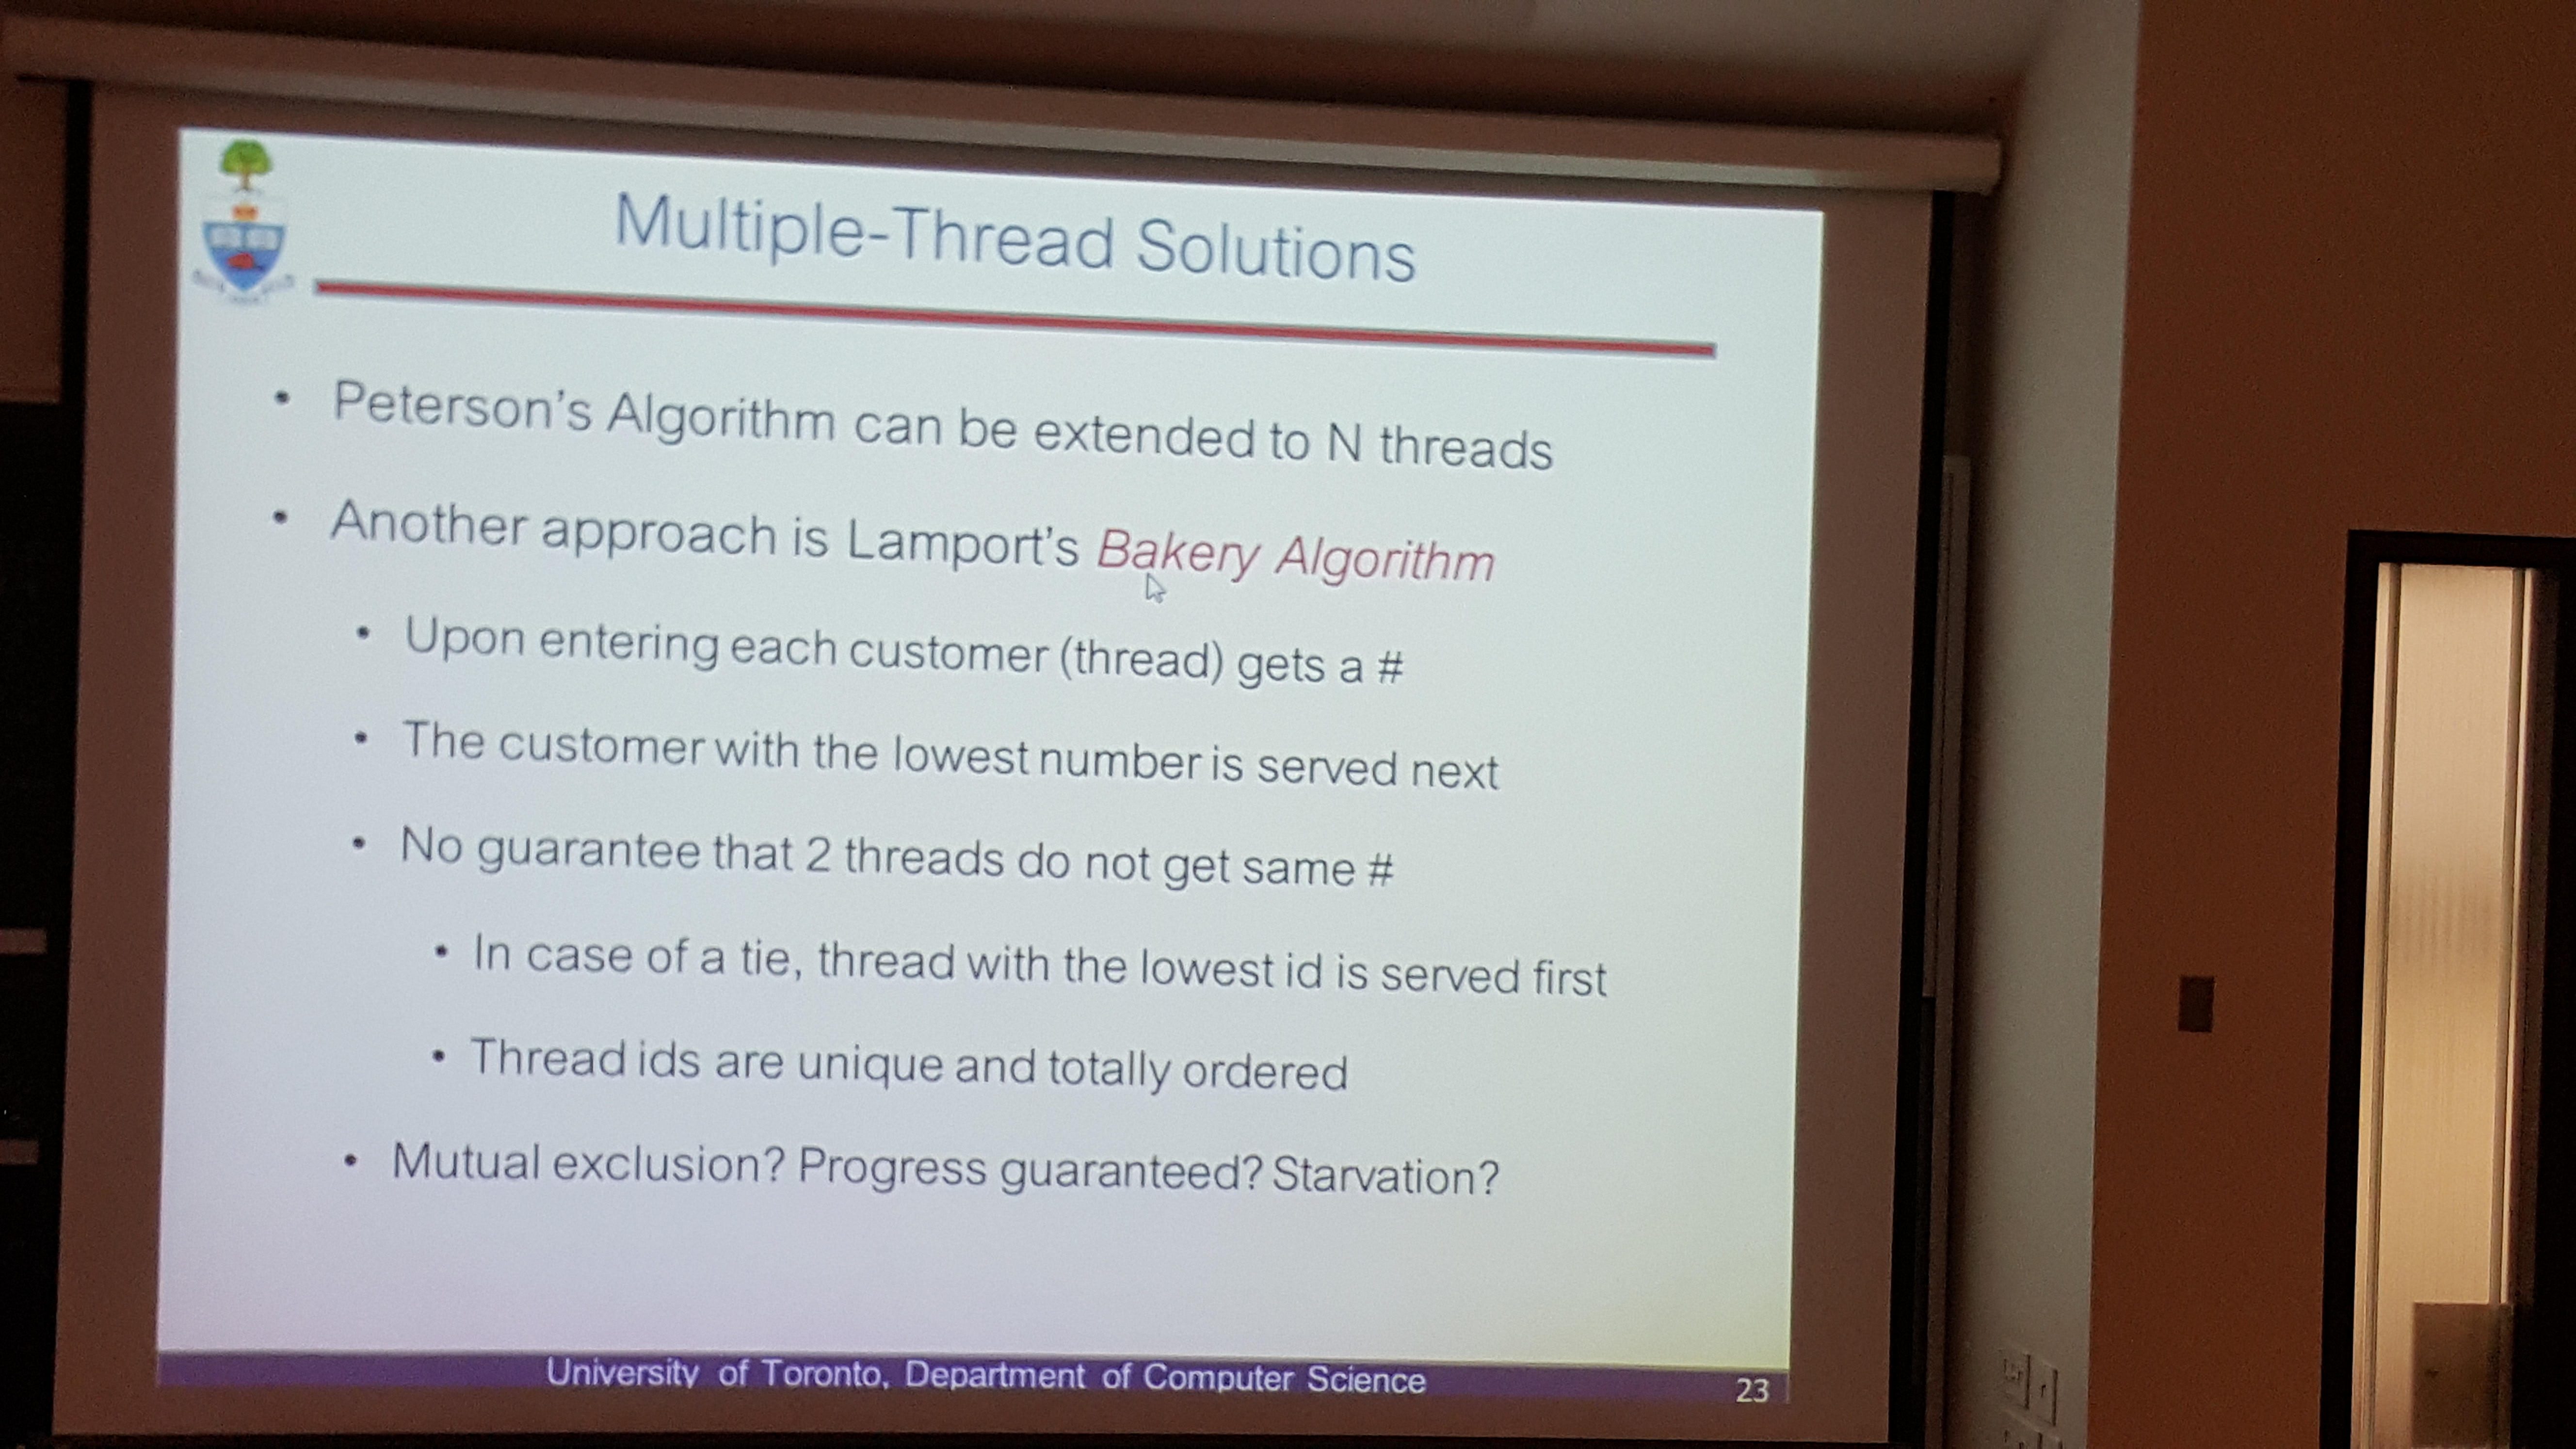 Multiple-Thread Solutions
• Peterson's Algorithm can be extended to N threads
• Another approach is Lamport's Bakery Algorithm
• Upon entering each customer (thread) gets a #
• The customer with the lowest number is served next
• No guarantee that 2 threads do not get same #
• In case of a tie, thread with the lowest id is served first
• Thread ids are unique and totally ordered
• Mutual exclusion? Progress guaranteed? Starvation?
University of Toronto, Department of Computer Science
23